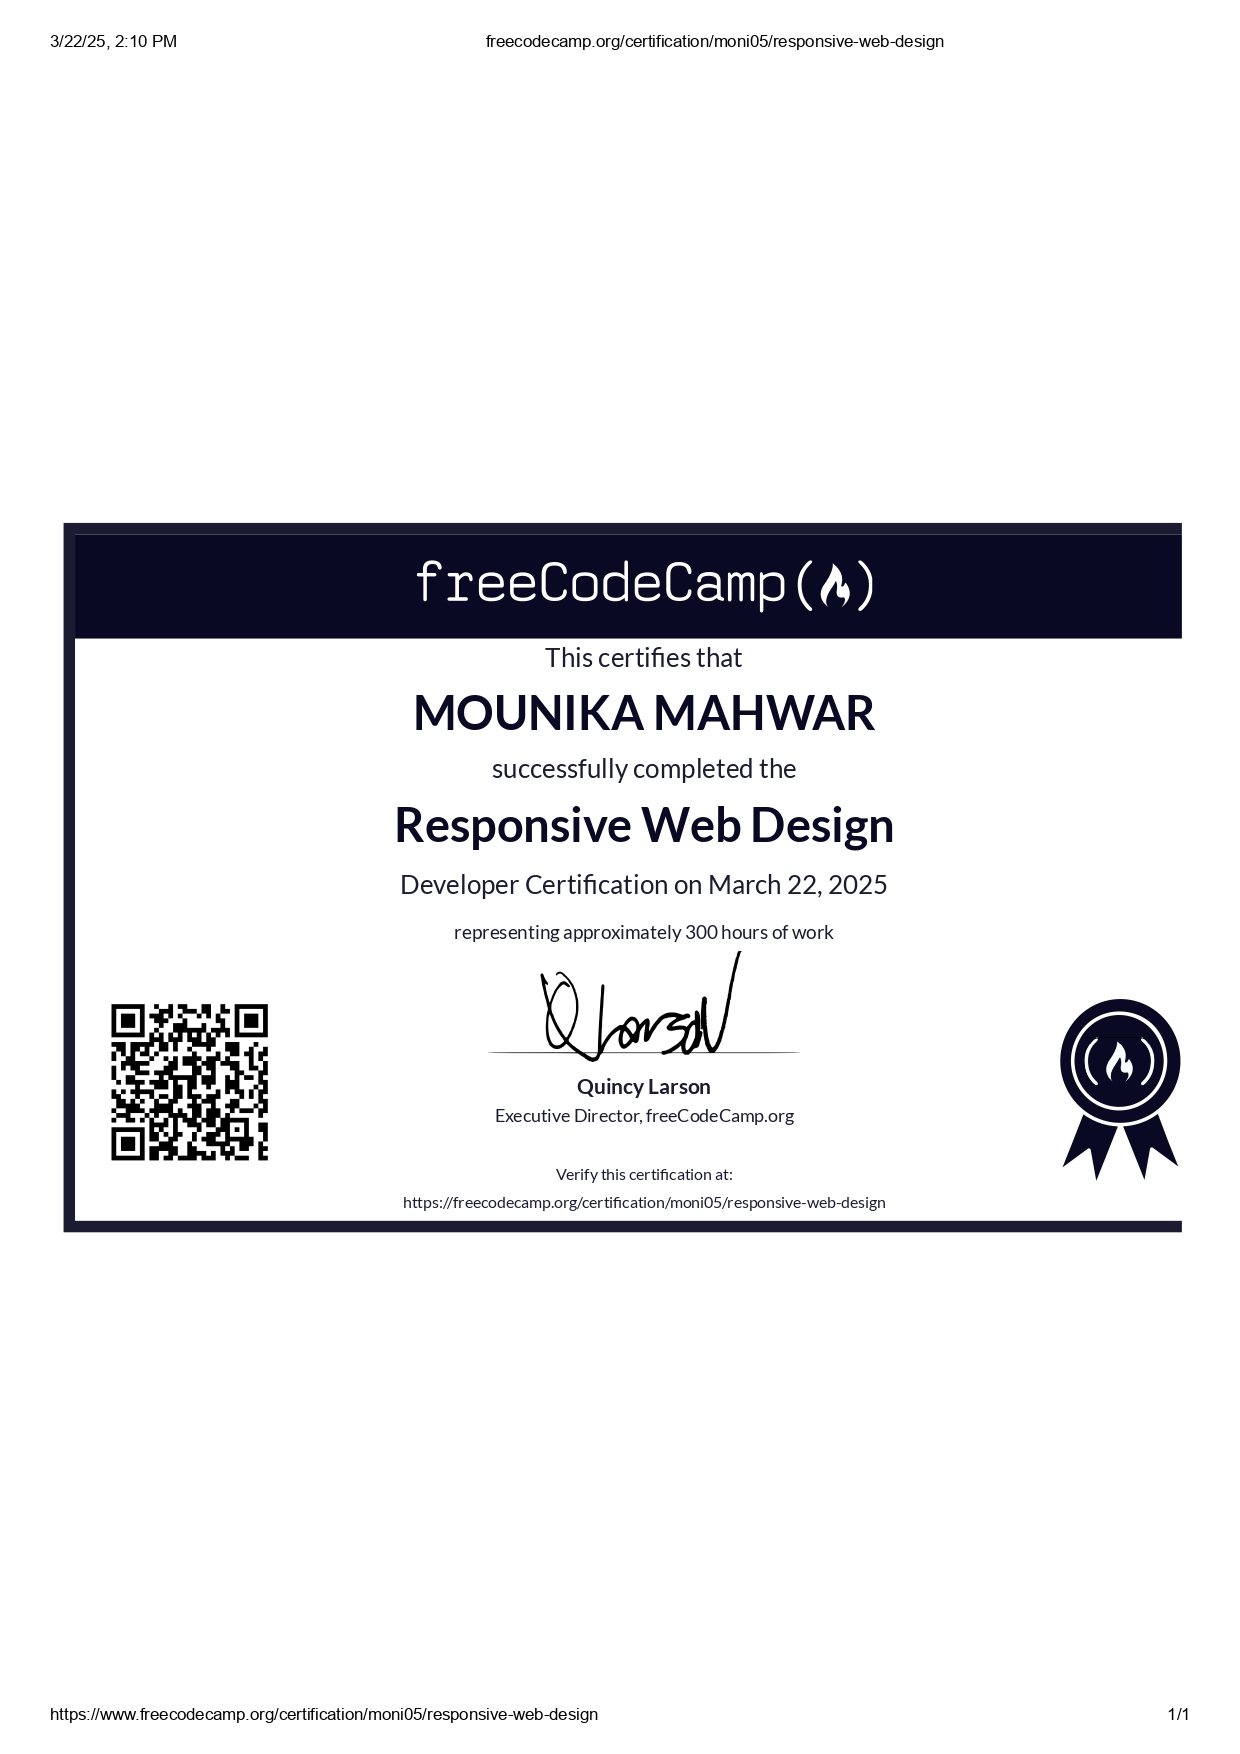 3/22/25, 2:10 PM
freecodecamp.org/certification/moni05/responsive-web-design
freeCodeCamp
This certifies that
MOUNIKA MAHWAR
successfully completed the
Responsive Web Design
Developer Certification on March 22, 2025
representing approximately 300 hours of work
Q Larson
Quincy Larson
Executive Director, freeCodeCamp.org
Verify this certification at:
https://freecodecamp.org/certification/moni05/responsive-web-design
https://www.freecodecamp.org/certification/moni05/responsive-web-design
1/1